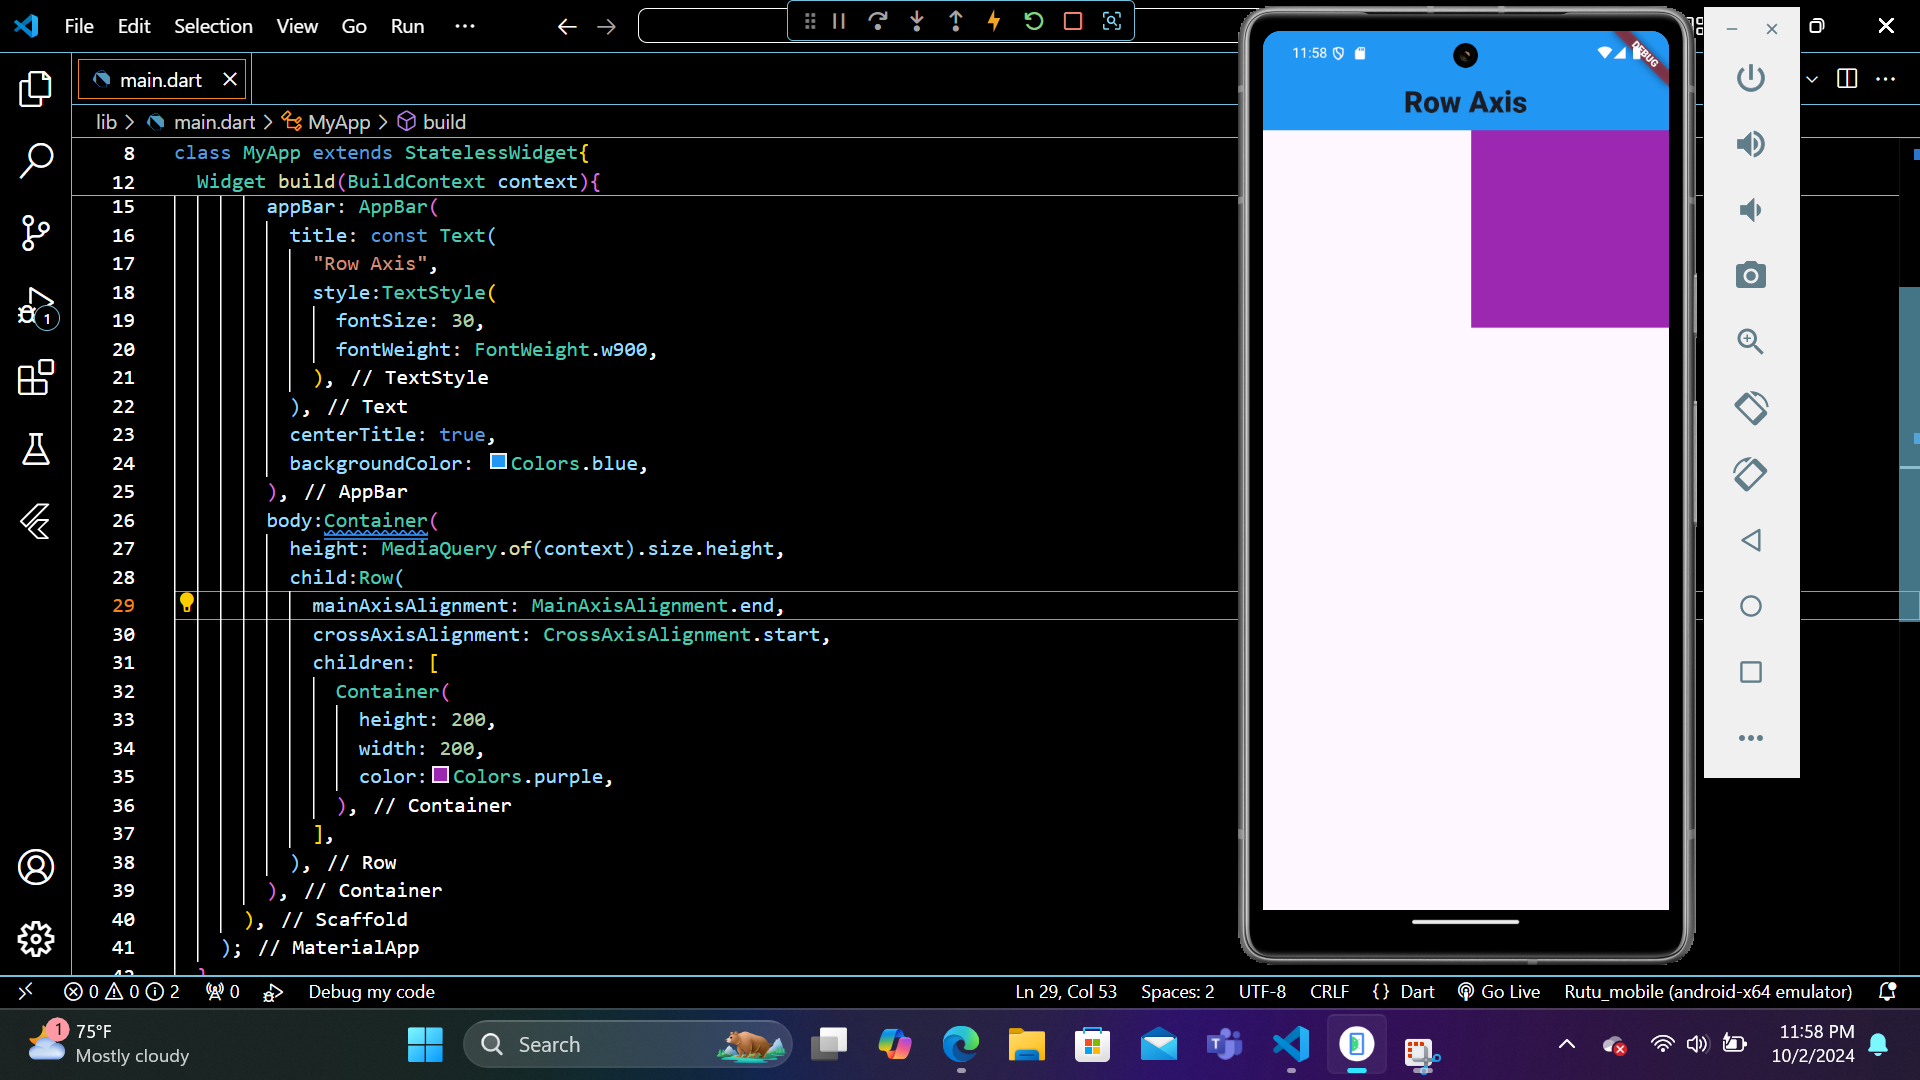 File Edit Selection View Go Run ···
main.dart
lib > main.dart > MyApp > build
8 class MyApp extends StatelessWidget{
12 Widget build(BuildContext context){
15 appBar: AppBar(
16 title: const Text(
17 "Row Axis",
18 style:TextStyle(
19 fontSize: 30,
20 fontWeight: FontWeight.w900,
21 ), // TextStyle
22 ), // Text
23 centerTitle: true,
24 backgroundColor: Colors.blue,
25 ), // AppBar
26 body:Container(
27 height: MediaQuery.of(context).size.height,
28 child:Row(
29 mainAxisAlignment: MainAxisAlignment.end,
30 crossAxisAlignment: CrossAxisAlignment.start,
31 children: [
32 Container(
33 height: 200,
34 width: 200,
35 color: Colors.purple,
36 ), // Container
37 ],
38 ), // Row
39 ), // Container
40 ), // Scaffold
41 ); // MaterialApp
42 }
1
11:58
DEBUG
Row Axis
0 0 2 0 Debug my code
Ln 29, Col 53 Spaces: 2 UTF-8 CRLF {} Dart Go Live Rutu_mobile (android-x64 emulator)
1
75°F
Mostly cloudy
Search
11:58 PM
10/2/2024